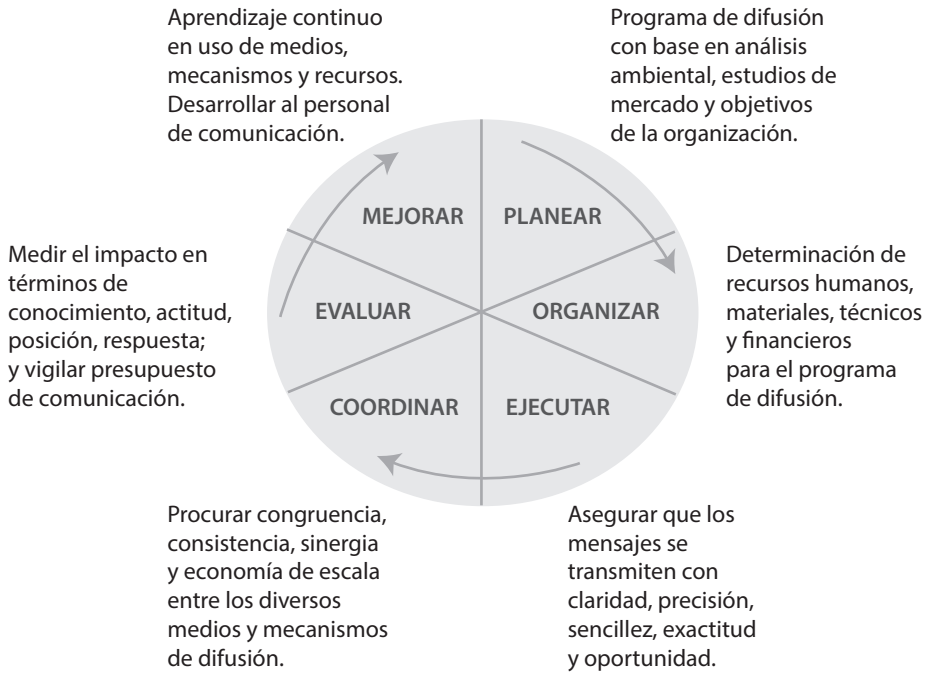 Aprendizaje continuo
en uso de medios,
mecanismos y recursos.
Desarrollar al personal
de comunicación.
Programa de difusión
con base en análisis
ambiental, estudios de
mercado y objetivos
de la organización.
MEJORAR
PLANEAR
Medir el impacto en
términos de
conocimiento, actitud,
posición, respuesta;
y vigilar presupuesto
de comunicación.
EVALUAR
ORGANIZAR
Determinación de
recursos humanos,
materiales, técnicos
y financieros
para el programa
de difusión.
COORDINAR
EJECUTAR
Procurar congruencia,
consistencia, sinergia
y economía de escala
entre los diversos
medios y mecanismos
de difusión.
Asegurar que los
mensajes se
transmiten con
claridad, precisión,
sencillez, exactitud
y oportunidad.